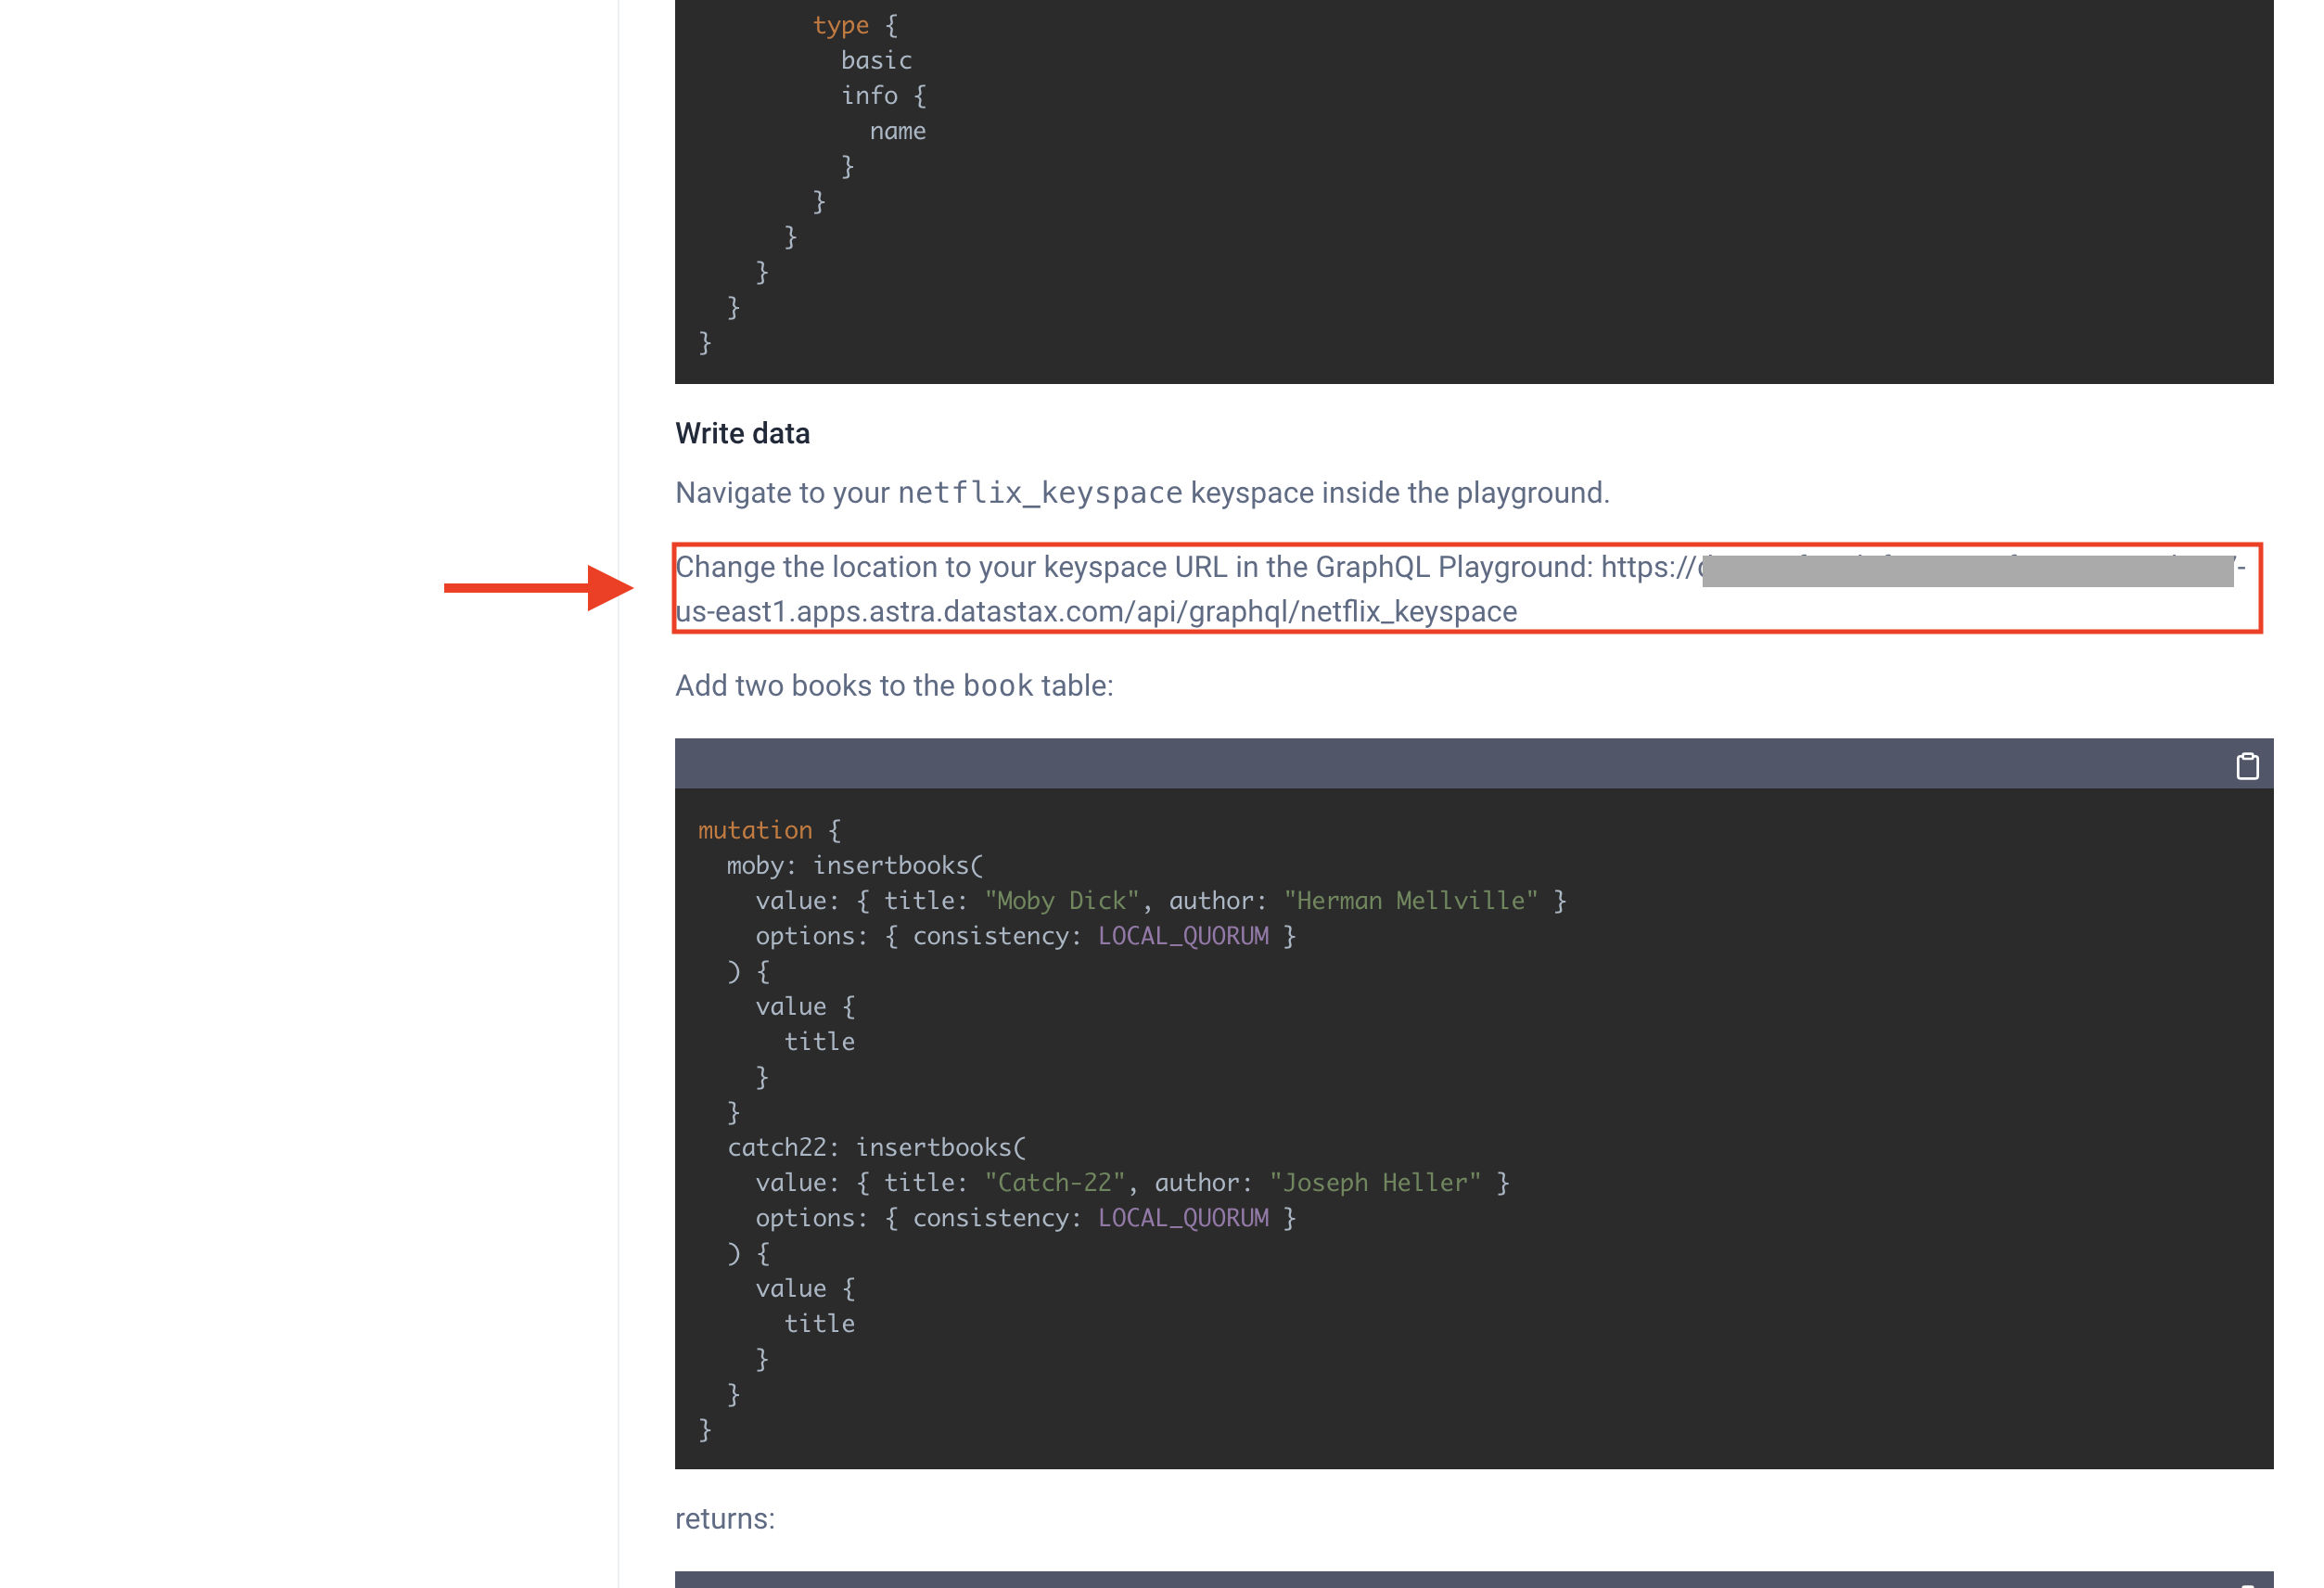 type {
basic
info {
name
}
}
}
}
}
}
Write data
Navigate to your netflix_keyspace keyspace inside the playground.
Change the location to your keyspace URL in the GraphQL Playground: https://
us-east1.apps.astra.datastax.com/api/graphql/netflix_keyspace
Add two books to the book table:
mutation {
moby: insertbooks(
value: { title: "Moby Dick", author: "Herman Mellville" }
options: { consistency: LOCAL_QUORUM }
) {
value {
title
}
}
catch22: insertbooks(
value: { title: "Catch-22", author: "Joseph Heller" }
options: { consistency: LOCAL_QUORUM }
) {
value {
title
}
}
}
returns: